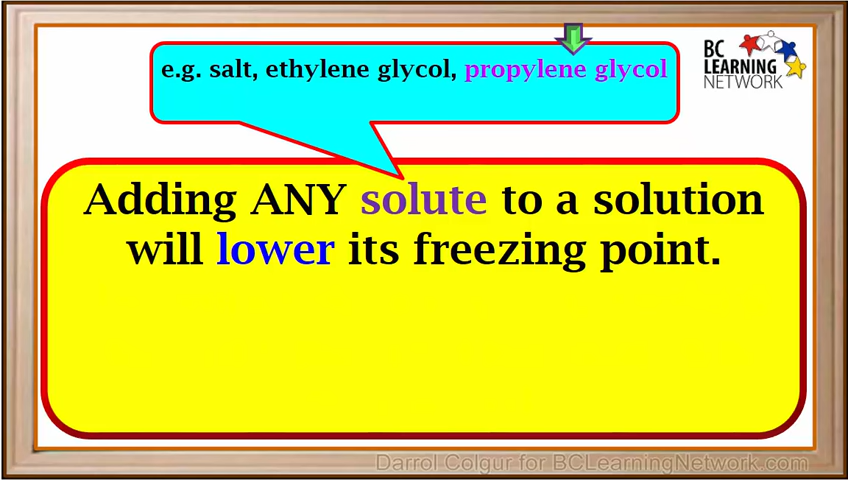 e.g. salt, ethylene glycol, propylene glycol
BC
LEARNING
NETWORK
Adding ANY solute to a solution
will lower its freezing point.
Darrol Colgur for BCLearningNetwork.com